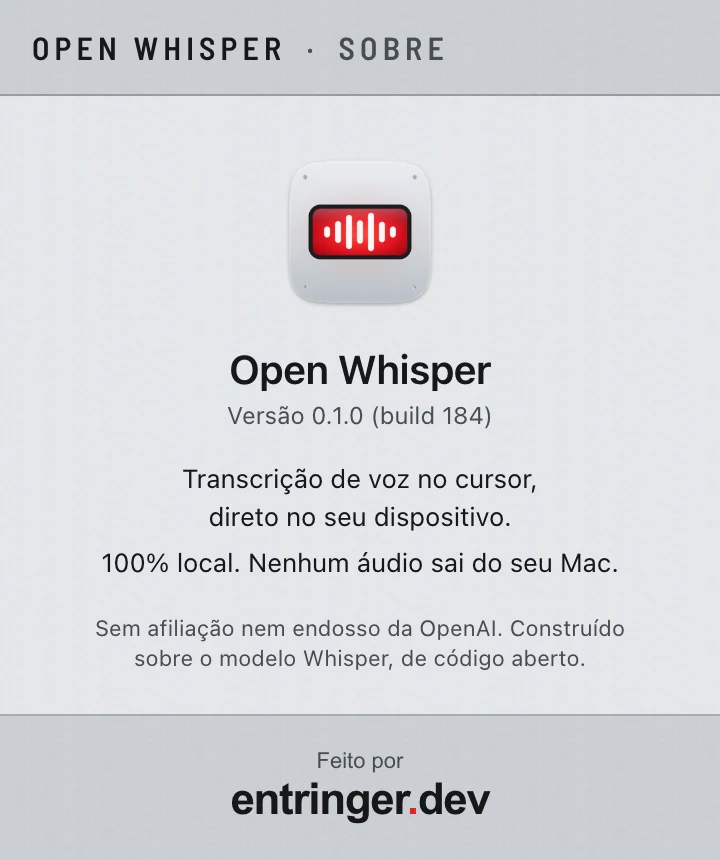 OPEN WHISPER · SOBRE
Open Whisper
Versão 0.1.0 (build 184)
Transcrição de voz no cursor,
direto no seu dispositivo.
100% local. Nenhum áudio sai do seu Mac.
Sem afiliação nem endosso da OpenAI. Construído
sobre o modelo Whisper, de código aberto.
Feito por
entringer.dev